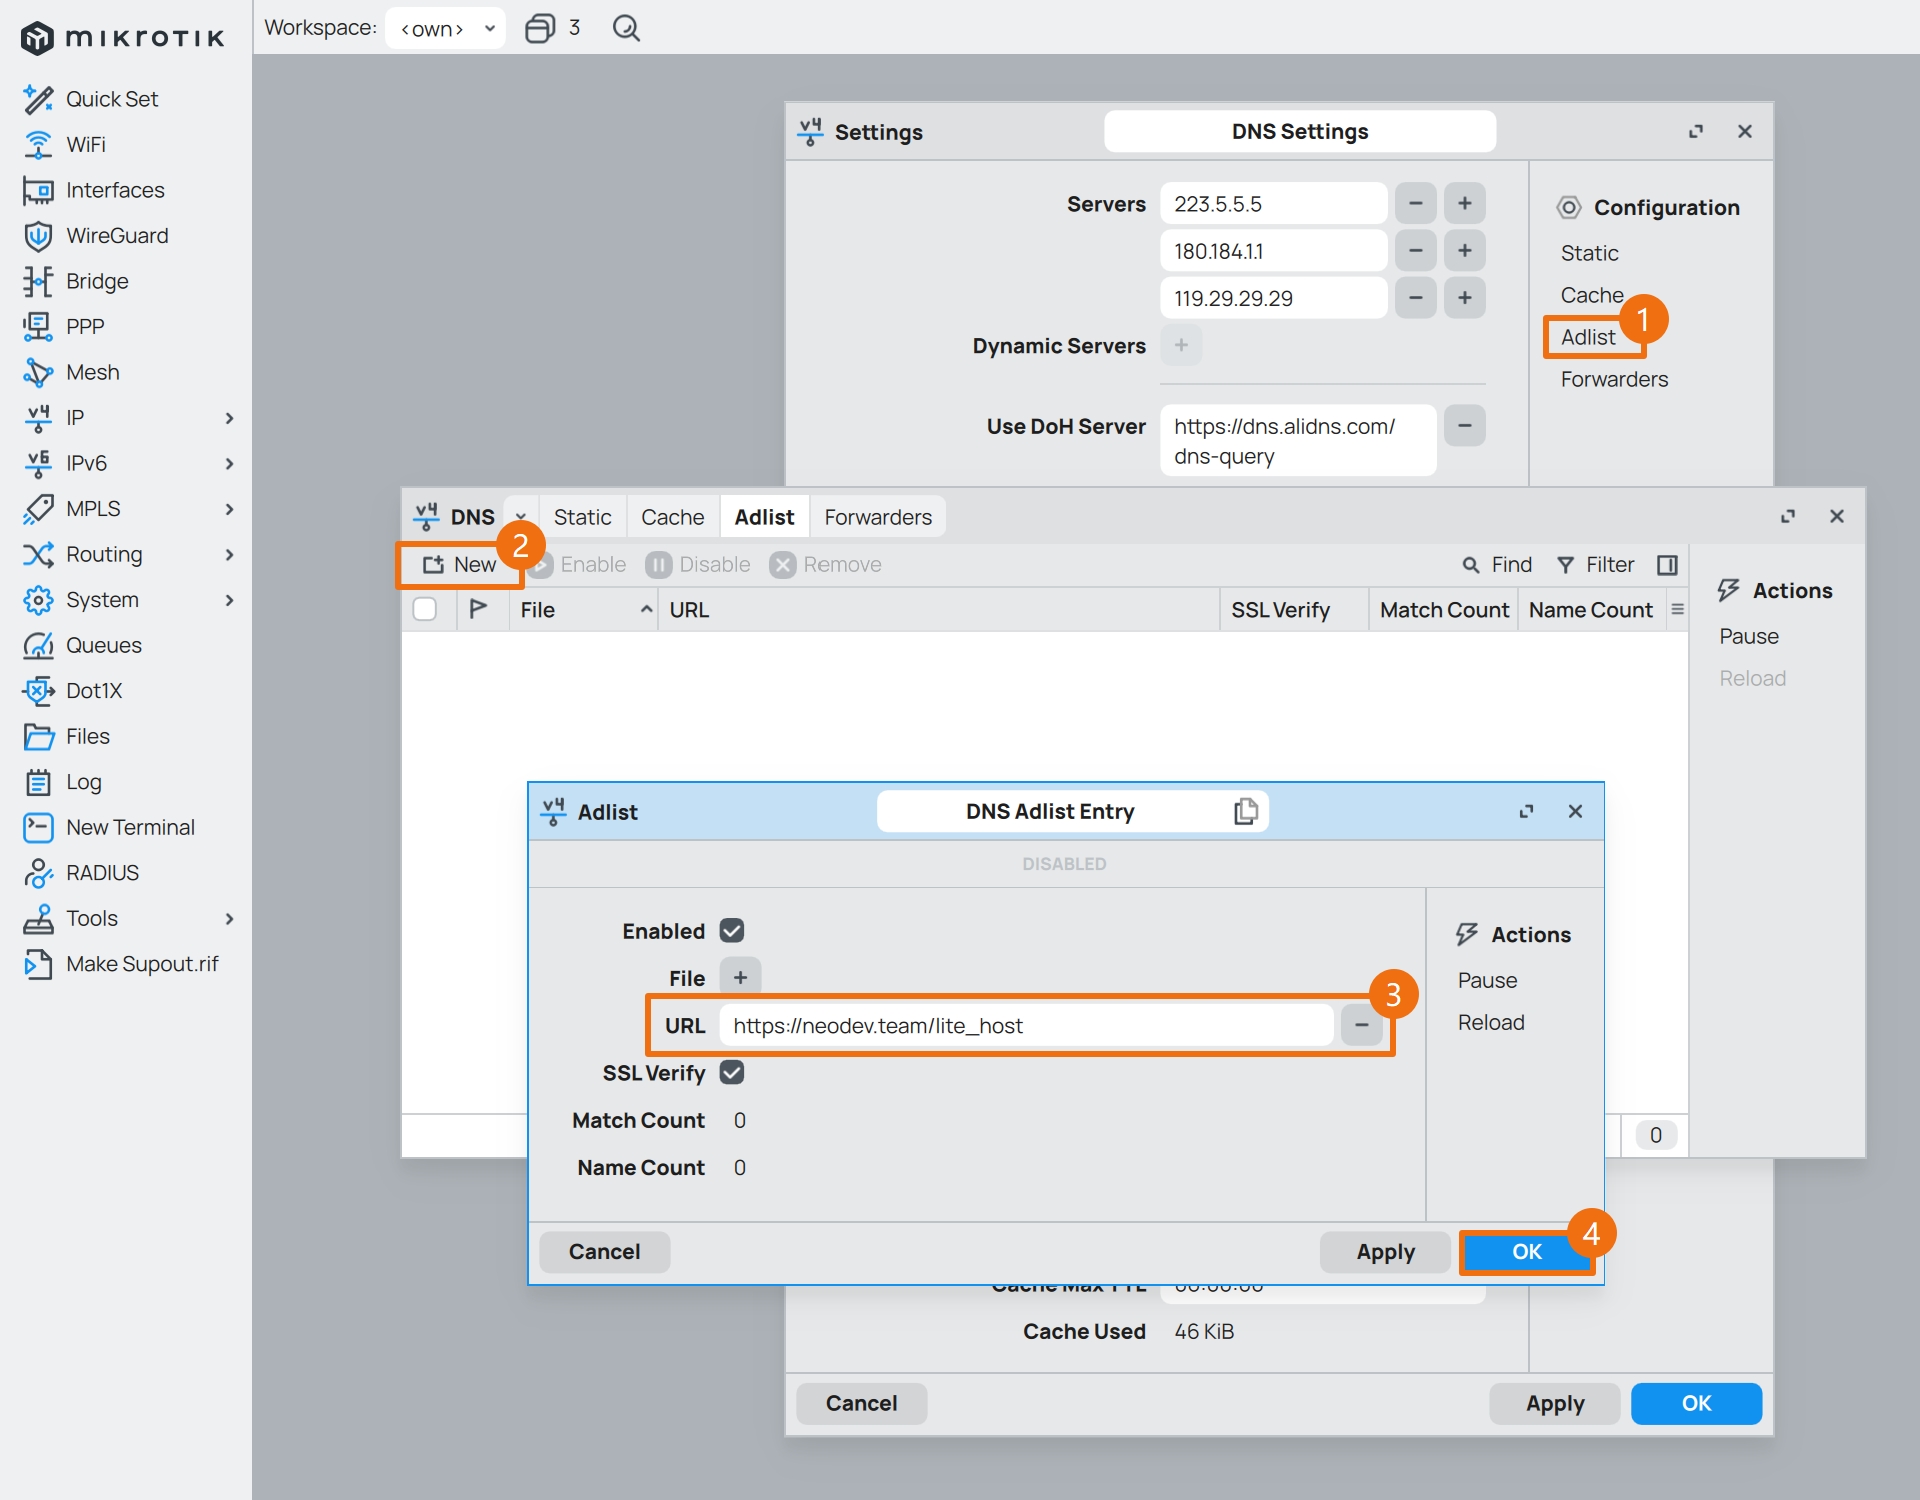 mikrotik
Workspace: <own> 3
Quick Set
WiFi
Interfaces
WireGuard
Bridge
PPP
Mesh
IP
IPv6
MPLS
Routing
System
Queues
Dot1X
Files
Log
New Terminal
RADIUS
Tools
Make Supout.rif
v4 Settings DNS Settings
Servers 223.5.5.5 − +
180.184.1.1 − +
119.29.29.29 − +
Dynamic Servers +
Use DoH Server https://dns.alidns.com/
dns-query −
Configuration
Static
Cache
Adlist 1
Forwarders
v4 DNS Static Cache Adlist Forwarders
New 2 Enable Disable Remove Find Filter
File URL SSL Verify Match Count Name Count
Actions
Pause
Reload
v4 Adlist DNS Adlist Entry
DISABLED
Enabled
File +
URL https://neodev.team/lite_host − 3
SSL Verify
Match Count 0
Name Count 0
Actions
Pause
Reload
Cancel Apply OK 4
0
Cache Max TTL
Cache Used 46 KiB
Cancel Apply OK